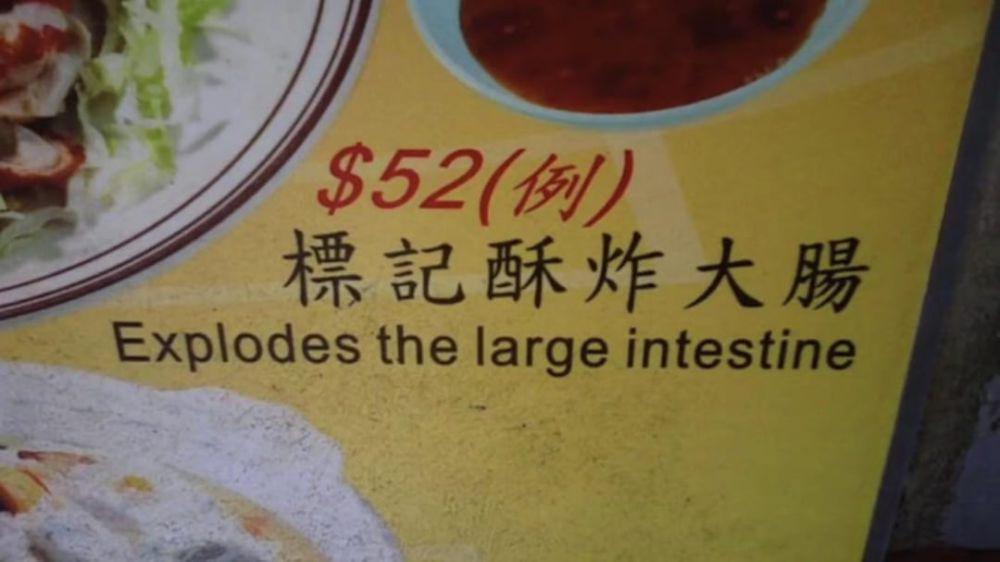 $52(例)
標記酥炸大腸
Explodes the large intestine